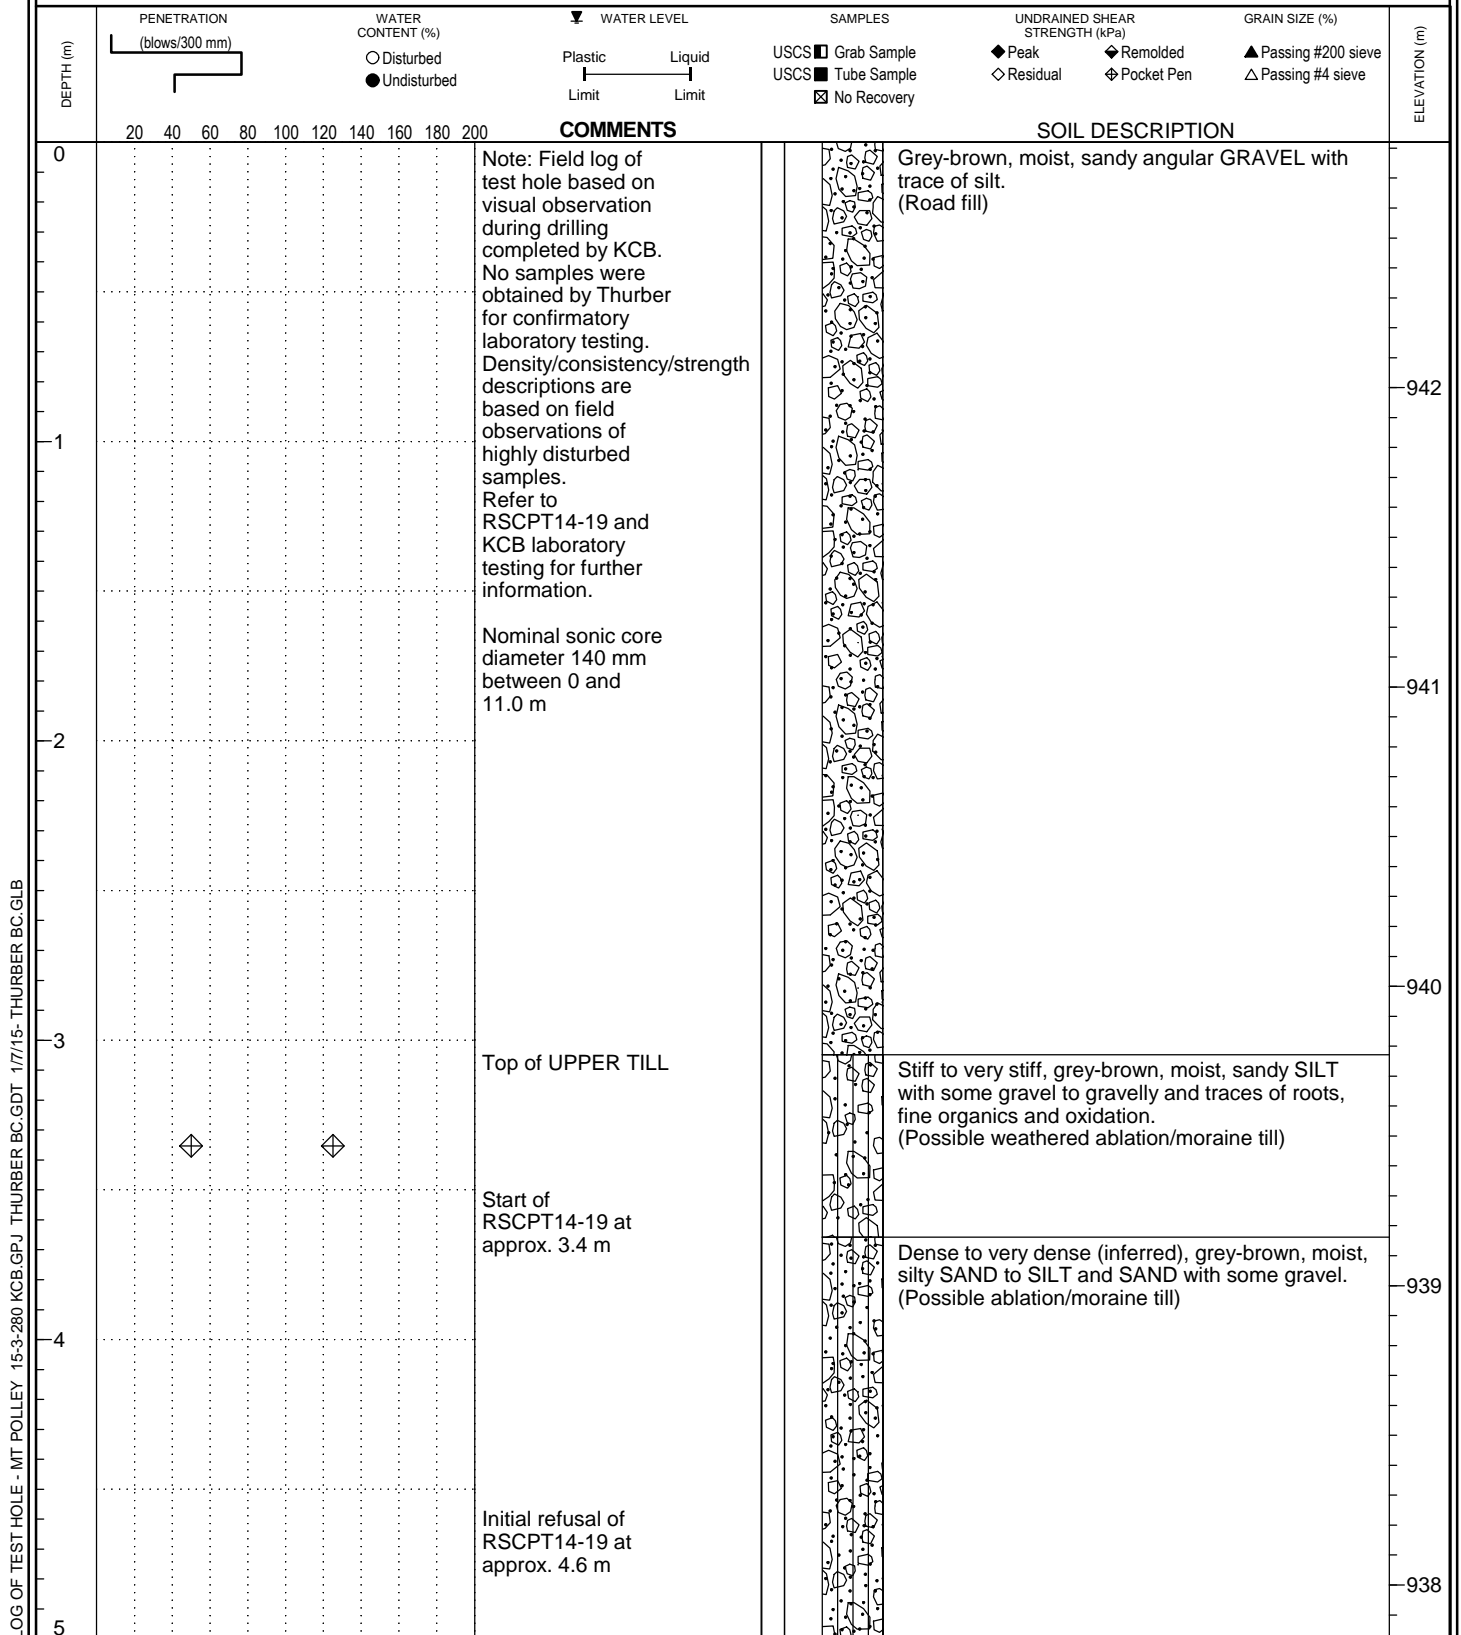 PENETRATION
(blows/300 mm)
WATER
CONTENT (%)
Disturbed
Undisturbed
WATER LEVEL
Plastic Liquid
Limit Limit
SAMPLES
USCS Grab Sample
USCS Tube Sample
No Recovery
UNDRAINED SHEAR
STRENGTH (kPa)
Peak Remolded
Residual Pocket Pen
GRAIN SIZE (%)
Passing #200 sieve
Passing #4 sieve
DEPTH (m)
ELEVATION (m)
20 40 60 80 100 120 140 160 180 200
COMMENTS
SOIL DESCRIPTION
0
1
2
3
4
5
Note: Field log of
test hole based on
visual observation
during drilling
completed by KCB.
No samples were
obtained by Thurber
for confirmatory
laboratory testing.
Density/consistency/strength
descriptions are
based on field
observations of
highly disturbed
samples.
Refer to
RSCPT14-19 and
KCB laboratory
testing for further
information.
Nominal sonic core
diameter 140 mm
between 0 and
11.0 m
Top of UPPER TILL
Start of
RSCPT14-19 at
approx. 3.4 m
Initial refusal of
RSCPT14-19 at
approx. 4.6 m
Grey-brown, moist, sandy angular GRAVEL with
trace of silt.
(Road fill)
Stiff to very stiff, grey-brown, moist, sandy SILT
with some gravel to gravelly and traces of roots,
fine organics and oxidation.
(Possible weathered ablation/moraine till)
Dense to very dense (inferred), grey-brown, moist,
silty SAND to SILT and SAND with some gravel.
(Possible ablation/moraine till)
942
941
940
939
938
OG OF TEST HOLE - MT POLLEY 15-3-280 KCB.GPJ THURBER BC.GDT 1/7/15- THURBER BC.GLB